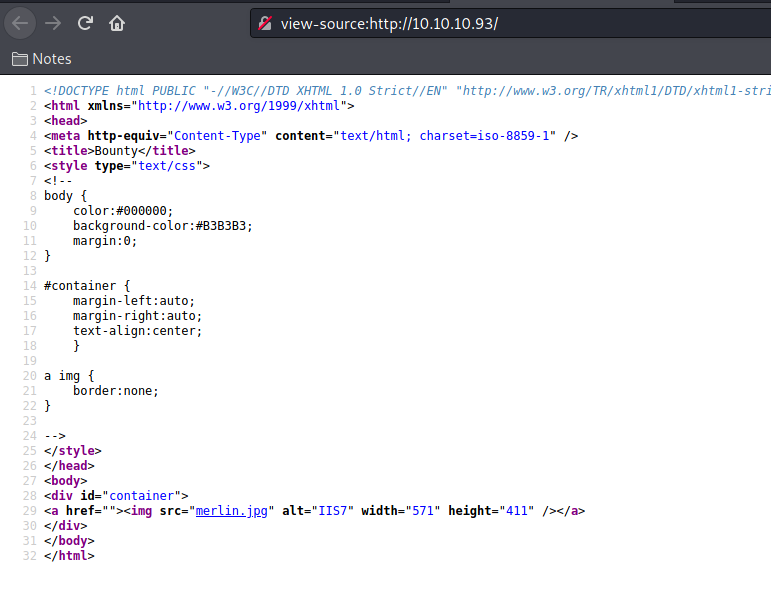 view-source:http://10.10.10.93/
Notes
1 <!DOCTYPE html PUBLIC "-//W3C//DTD XHTML 1.0 Strict//EN" "http://www.w3.org/TR/xhtml1/DTD/xhtml1-stri
2 <html xmlns="http://www.w3.org/1999/xhtml">
3 <head>
4 <meta http-equiv="Content-Type" content="text/html; charset=iso-8859-1" />
5 <title>Bounty</title>
6 <style type="text/css">
7 <!--
8 body {
9     color:#000000;
10     background-color:#B3B3B3;
11     margin:0;
12 }
13
14 #container {
15     margin-left:auto;
16     margin-right:auto;
17     text-align:center;
18     }
19
20 a img {
21     border:none;
22 }
23
24 -->
25 </style>
26 </head>
27 <body>
28 <div id="container">
29 <a href=""><img src="merlin.jpg" alt="IIS7" width="571" height="411" /></a>
30 </div>
31 </body>
32 </html>